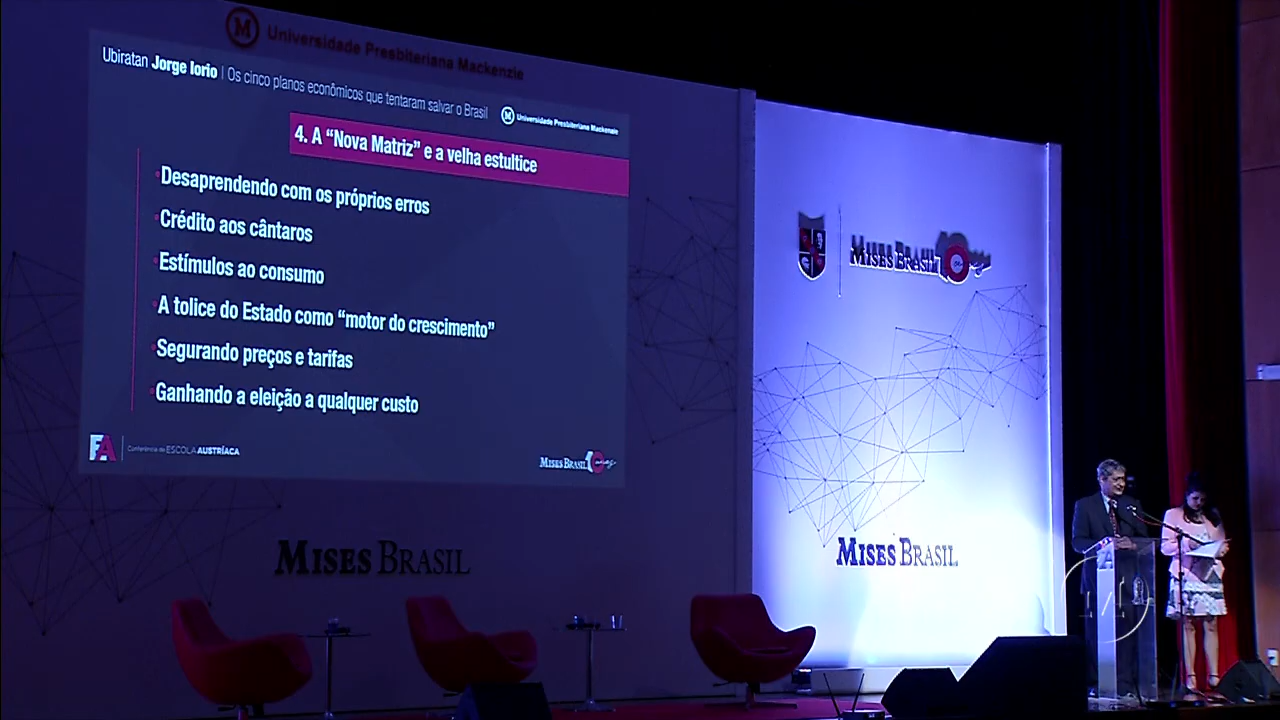 Universidade Presbiteriana Mackenzie
Ubiratan Jorge Iorio | Os cinco planos econômicos que tentaram salvar o Brasil
Universidade Presbiteriana Mackenzie
4. A “Nova Matriz” e a velha estultice
Desaprendendo com os próprios erros
Crédito aos cântaros
Estímulos ao consumo
A tolice do Estado como “motor do crescimento”
Segurando preços e tarifas
Ganhando a eleição a qualquer custo
Conferência de ESCOLA AUSTRÍACA
MISES BRASIL
MISES BRASIL
MISES BRASIL
MISES BRASIL